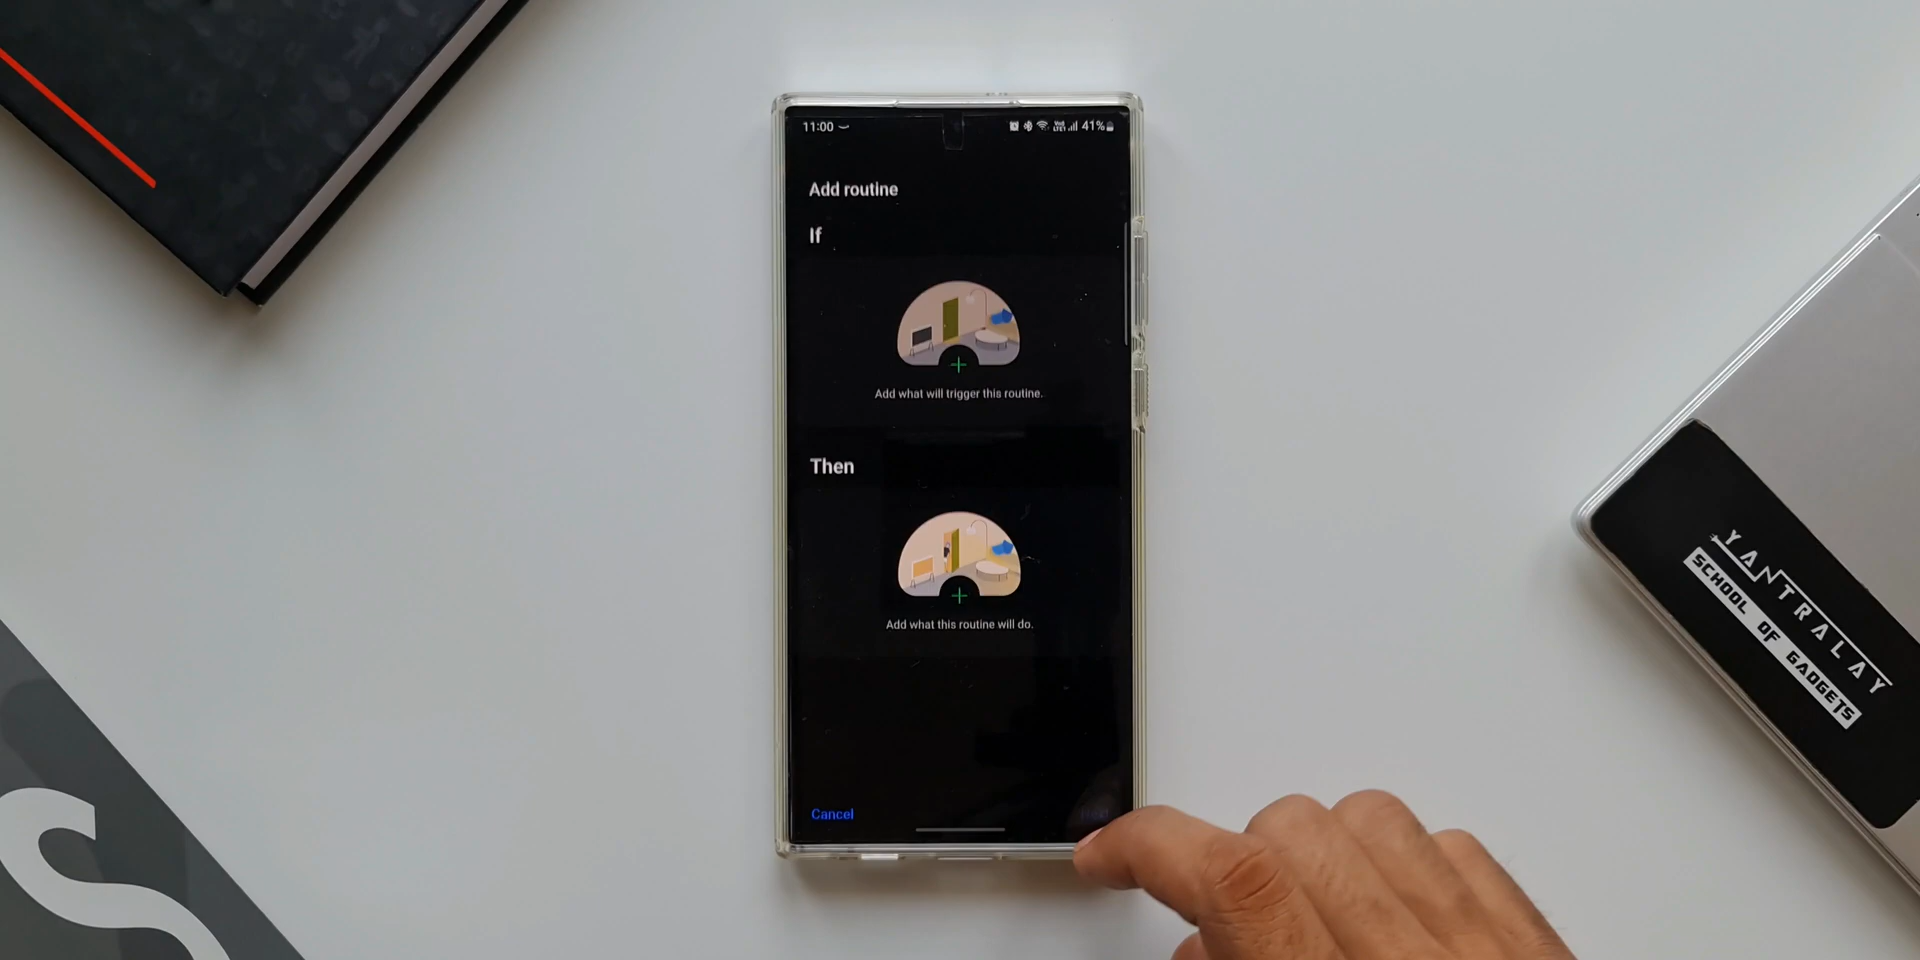 11:00
41%
Add routine
If
Add what will trigger this routine.
Then
Add what this routine will do.
Cancel
Next
YANTRALAY
SCHOOL OF GADGETS
S